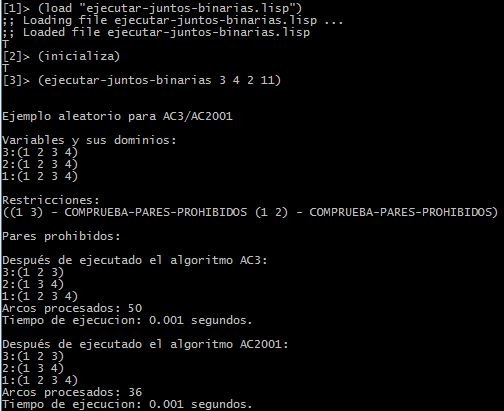 [1]> (load "ejecutar-juntos-binarias.lisp")
;; Loading file ejecutar-juntos-binarias.lisp ...
;; Loaded file ejecutar-juntos-binarias.lisp
T
[2]> (inicializa)
T
[3]> (ejecutar-juntos-binarias 3 4 2 11)
Ejemplo aleatorio para AC3/AC2001
Variables y sus dominios:
3:(1 2 3 4)
2:(1 2 3 4)
1:(1 2 3 4)
Restricciones:
((1 3) - COMPRUEBA-PARES-PROHIBIDOS (1 2) - COMPRUEBA-PARES-PROHIBIDOS)
Pares prohibidos:
Después de ejecutado el algoritmo AC3:
3:(1 2 3)
2:(1 3 4)
1:(1 2 3 4)
Arcos procesados: 50
Tiempo de ejecucion: 0.001 segundos.
Después de ejecutado el algoritmo AC2001:
3:(1 2 3)
2:(1 3 4)
1:(1 2 3 4)
Arcos procesados: 36
Tiempo de ejecucion: 0.001 segundos.